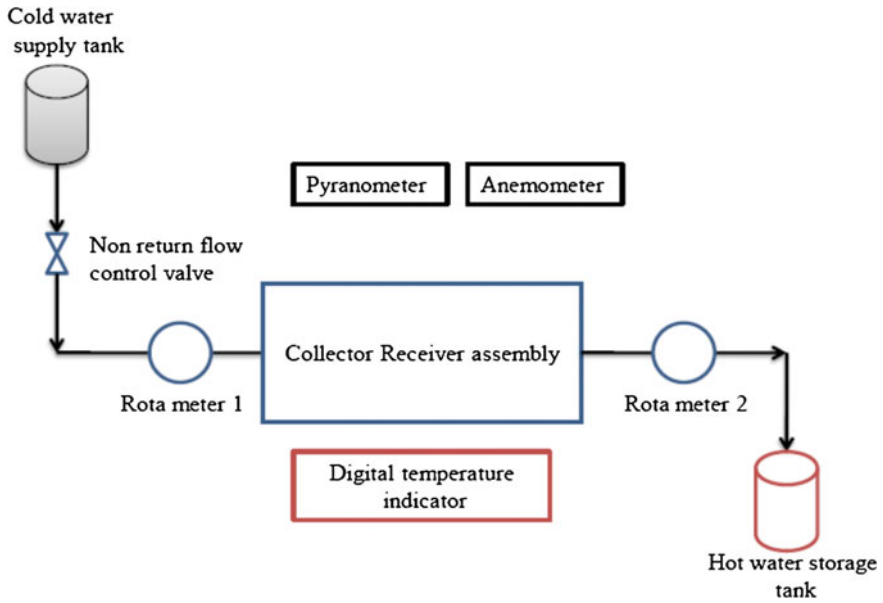 Cold water
supply tank
Pyranometer
Anemometer
Non return flow
control valve
Collector Receiver assembly
Rota meter 1
Rota meter 2
Digital temperature
indicator
Hot water storage
tank